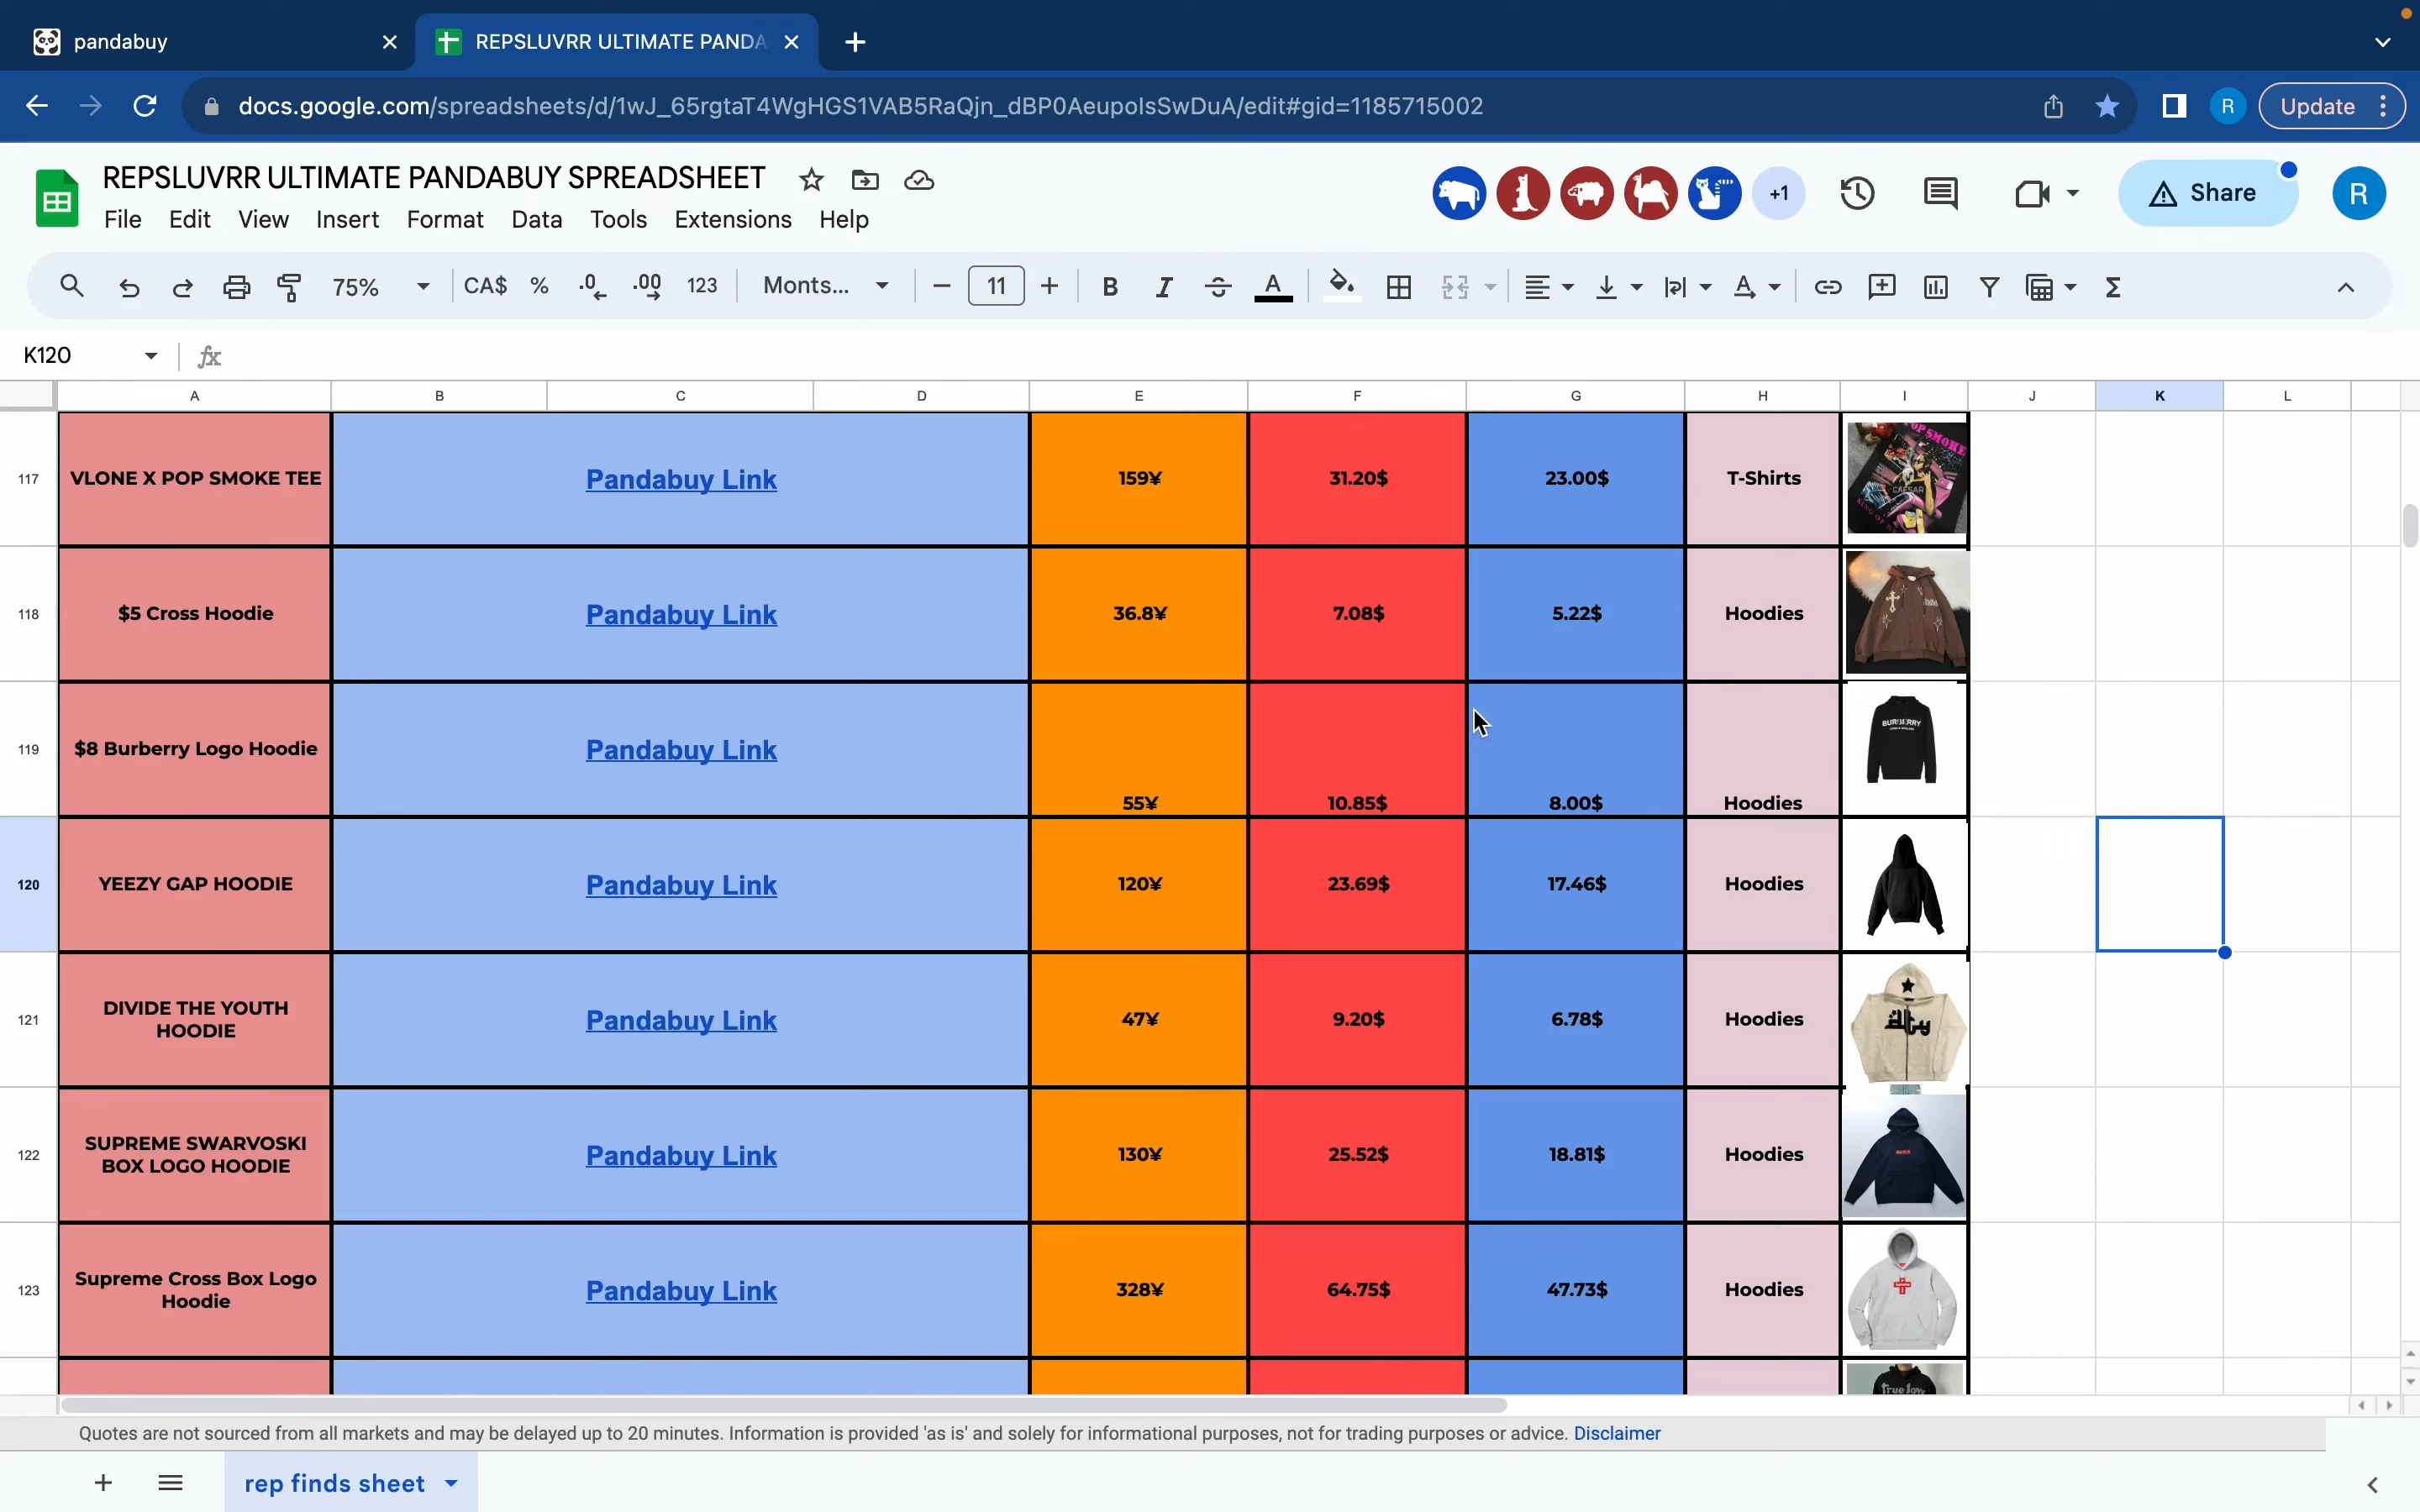 pandabuy
REPSLUVRR ULTIMATE PANDA
docs.google.com/spreadsheets/d/1wJ_65rgtaT4WgHGS1VAB5RaQjn_dBP0AeupolsSwDuA/edit#gid=1185715002
R
Update
REPSLUVRR ULTIMATE PANDABUY SPREADSHEET
File Edit View Insert Format Data Tools Extensions Help
+1
Share
R
75% CA$ % .0 .00 123 Monts... 11 B I S A
K120 fx
A B C D E F G H I J K L
117 VLONE X POP SMOKE TEE Pandabuy Link 159¥ 31.20$ 23.00$ T-Shirts
118 $5 Cross Hoodie Pandabuy Link 36.8¥ 7.08$ 5.22$ Hoodies
119 $8 Burberry Logo Hoodie Pandabuy Link 55¥ 10.85$ 8.00$ Hoodies
BURBERRY
120 YEEZY GAP HOODIE Pandabuy Link 120¥ 23.69$ 17.46$ Hoodies
121 DIVIDE THE YOUTH
HOODIE Pandabuy Link 47¥ 9.20$ 6.78$ Hoodies
122 SUPREME SWARVOSKI
BOX LOGO HOODIE Pandabuy Link 130¥ 25.52$ 18.81$ Hoodies
123 Supreme Cross Box Logo
Hoodie Pandabuy Link 328¥ 64.75$ 47.73$ Hoodies
True love
Quotes are not sourced from all markets and may be delayed up to 20 minutes. Information is provided 'as is' and solely for informational purposes, not for trading purposes or advice. Disclaimer
rep finds sheet